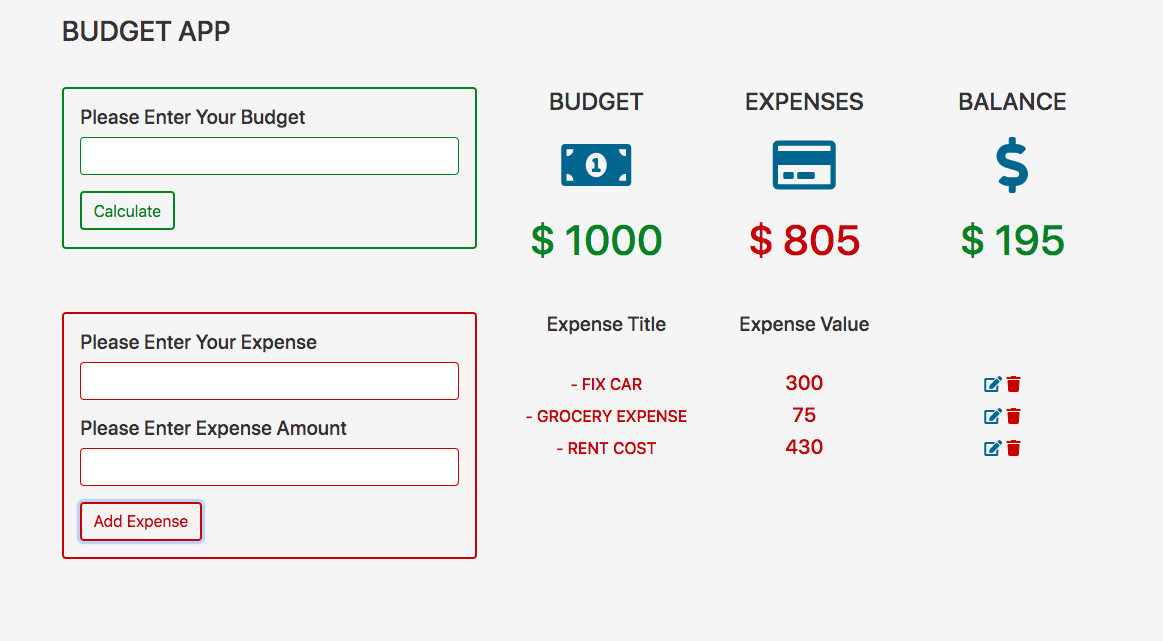 BUDGET APP
Please Enter Your Budget
Calculate
BUDGET EXPENSES BALANCE
1
$ 1000 $ 805 $ 195
Please Enter Your Expense
Please Enter Expense Amount
Add Expense
Expense Title Expense Value
- FIX CAR 300
- GROCERY EXPENSE 75
- RENT COST 430